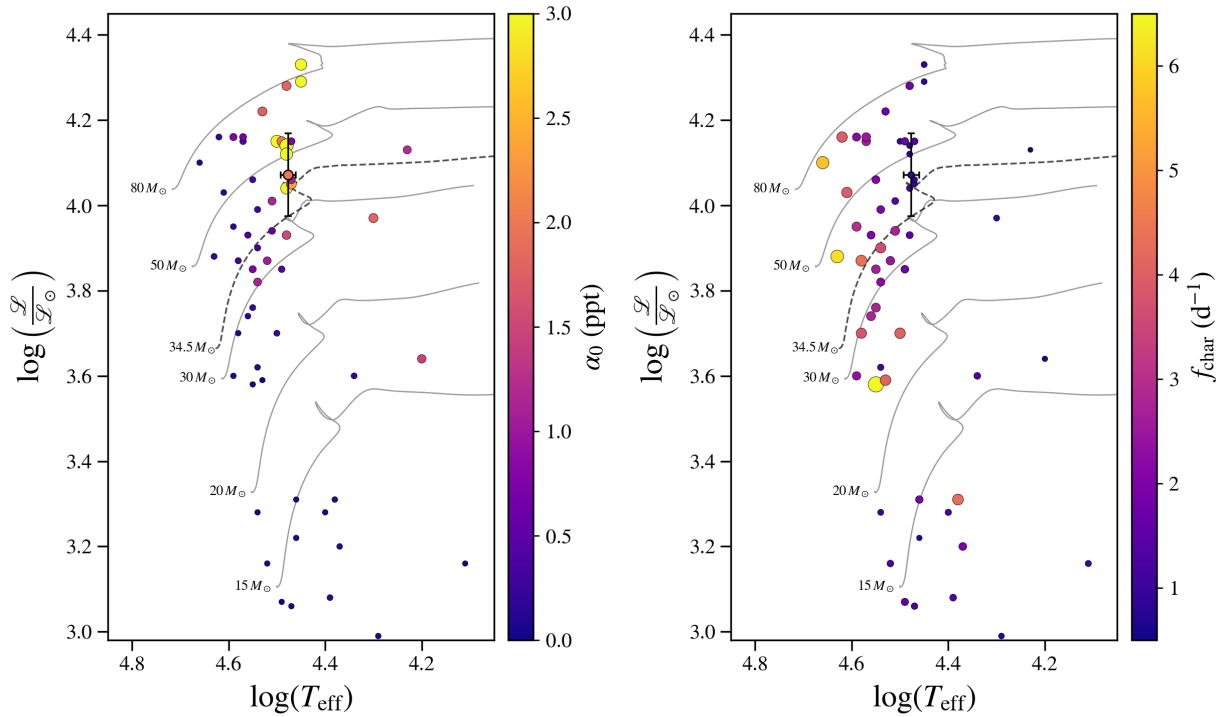 4.4
4.2
4.0
3.8
3.6
3.4
3.2
3.0
4.8
4.6
4.4
4.2
log(T_eff)
log(ℒ/ℒ⊙)
80 M⊙
50 M⊙
34.5 M⊙
30 M⊙
20 M⊙
15 M⊙
3.0
2.5
2.0
1.5
1.0
0.5
0.0
α₀ (ppt)
4.4
4.2
4.0
3.8
3.6
3.4
3.2
3.0
4.8
4.6
4.4
4.2
log(T_eff)
log(ℒ/ℒ⊙)
80 M⊙
50 M⊙
34.5 M⊙
30 M⊙
20 M⊙
15 M⊙
6
5
4
3
2
1
f_char (d⁻¹)